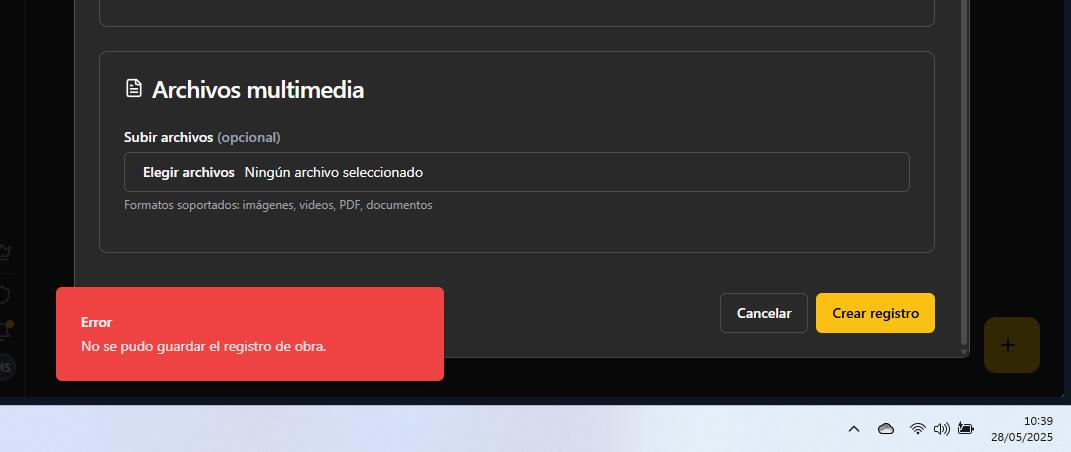 Archivos multimedia
Subir archivos (opcional)
Elegir archivos Ningún archivo seleccionado
Formatos soportados: imágenes, videos, PDF, documentos
Cancelar
Crear registro
Error
No se pudo guardar el registro de obra.
MS
+
10:39
28/05/2025